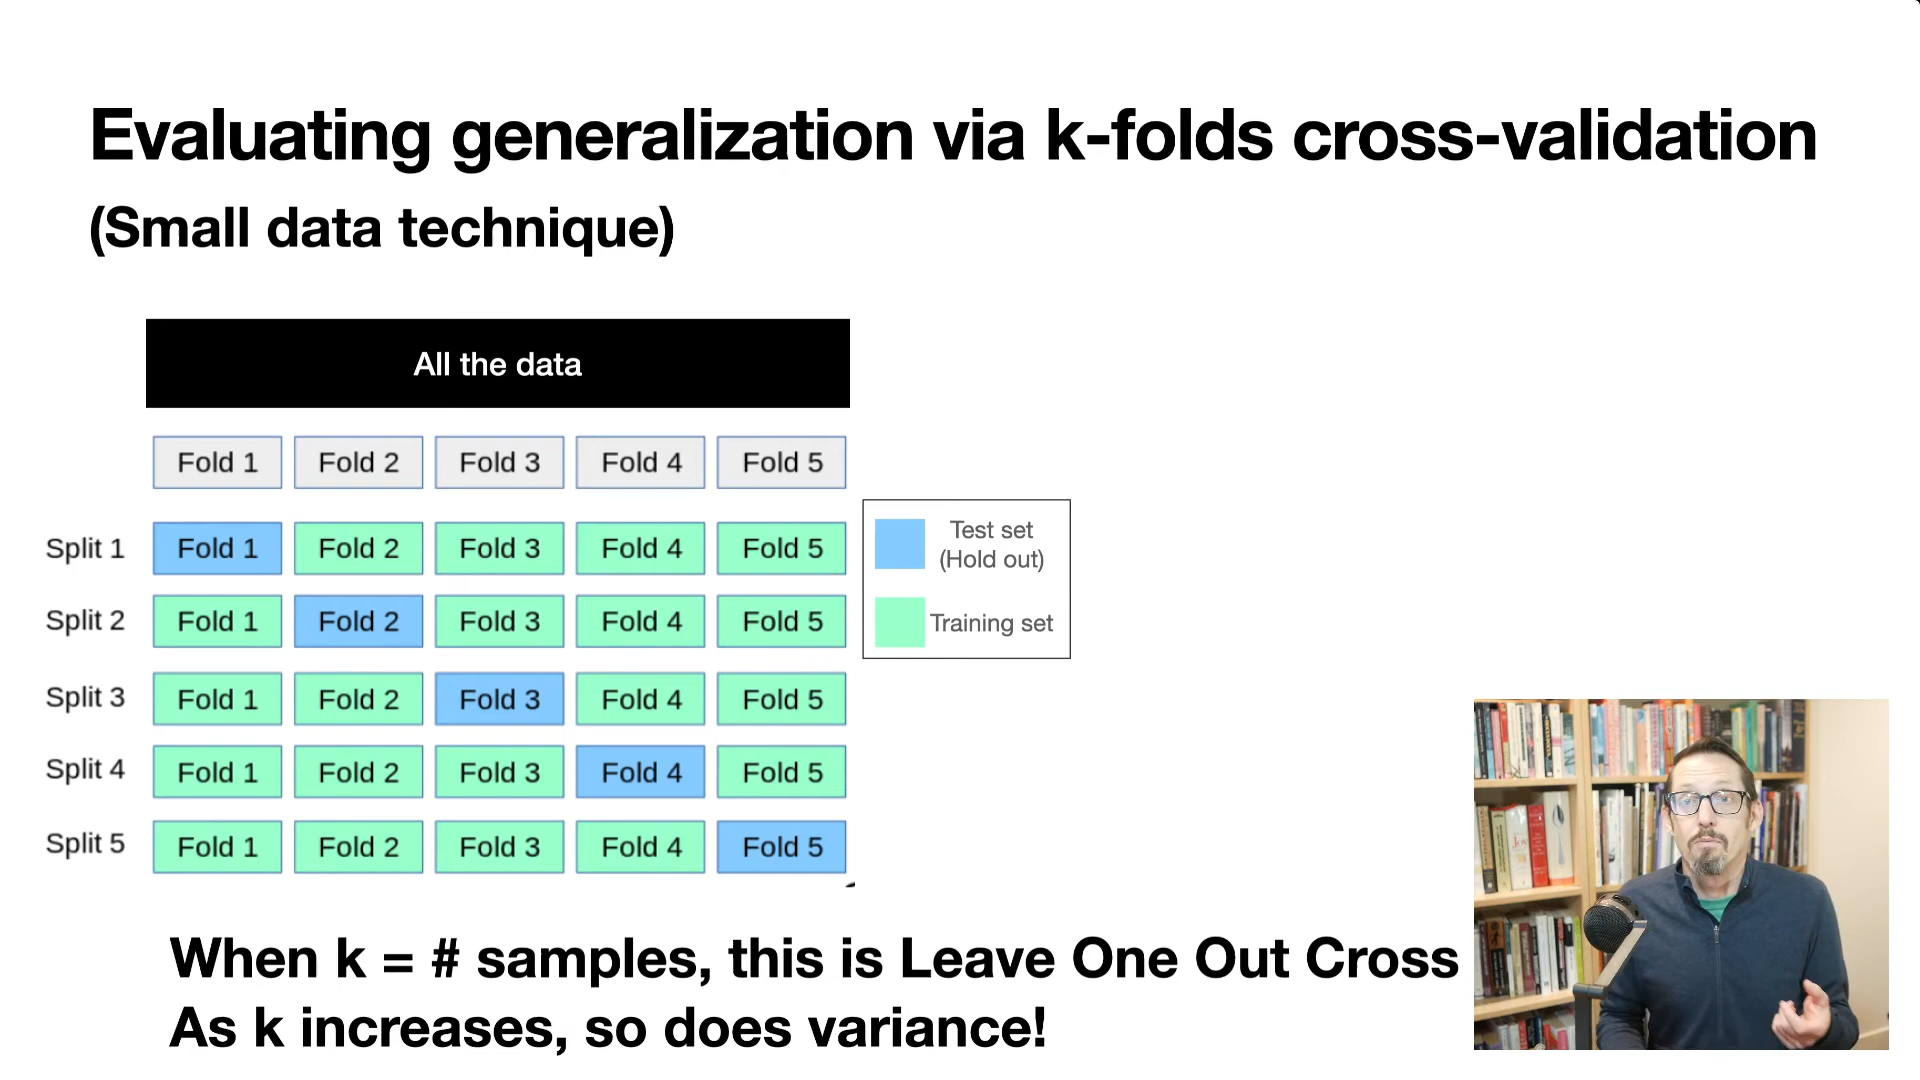 Evaluating generalization via k-folds cross-validation
(Small data technique)
All the data
Fold 1 Fold 2 Fold 3 Fold 4 Fold 5
Split 1 Fold 1 Fold 2 Fold 3 Fold 4 Fold 5
Split 2 Fold 1 Fold 2 Fold 3 Fold 4 Fold 5
Split 3 Fold 1 Fold 2 Fold 3 Fold 4 Fold 5
Split 4 Fold 1 Fold 2 Fold 3 Fold 4 Fold 5
Split 5 Fold 1 Fold 2 Fold 3 Fold 4 Fold 5
Test set
(Hold out)
Training set
When k = # samples, this is Leave One Out Cross
As k increases, so does variance!